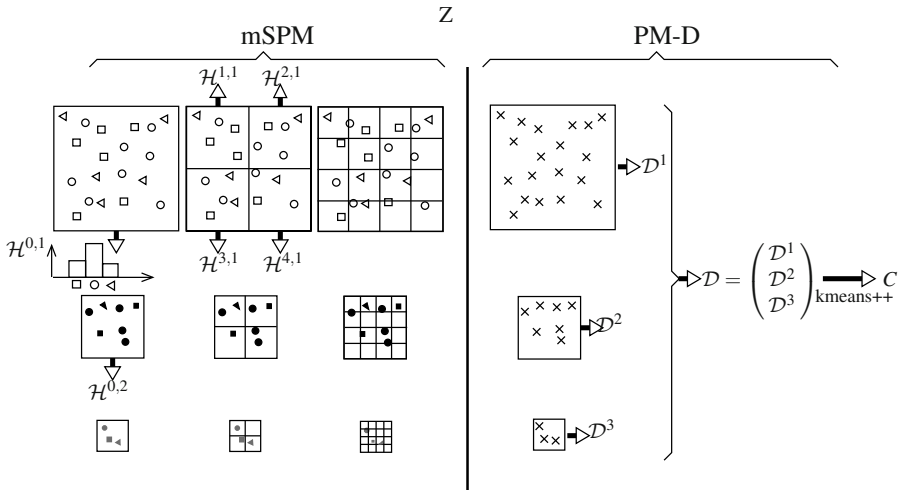 Z
mSPM
PM-D
ℋ^{1,1}
ℋ^{2,1}
𝒟^1
ℋ^{0,1}
ℋ^{3,1}
ℋ^{4,1}
𝒟 = ( 𝒟^1 𝒟^2 𝒟^3 )
kmeans++
C
𝒟^2
ℋ^{0,2}
𝒟^3